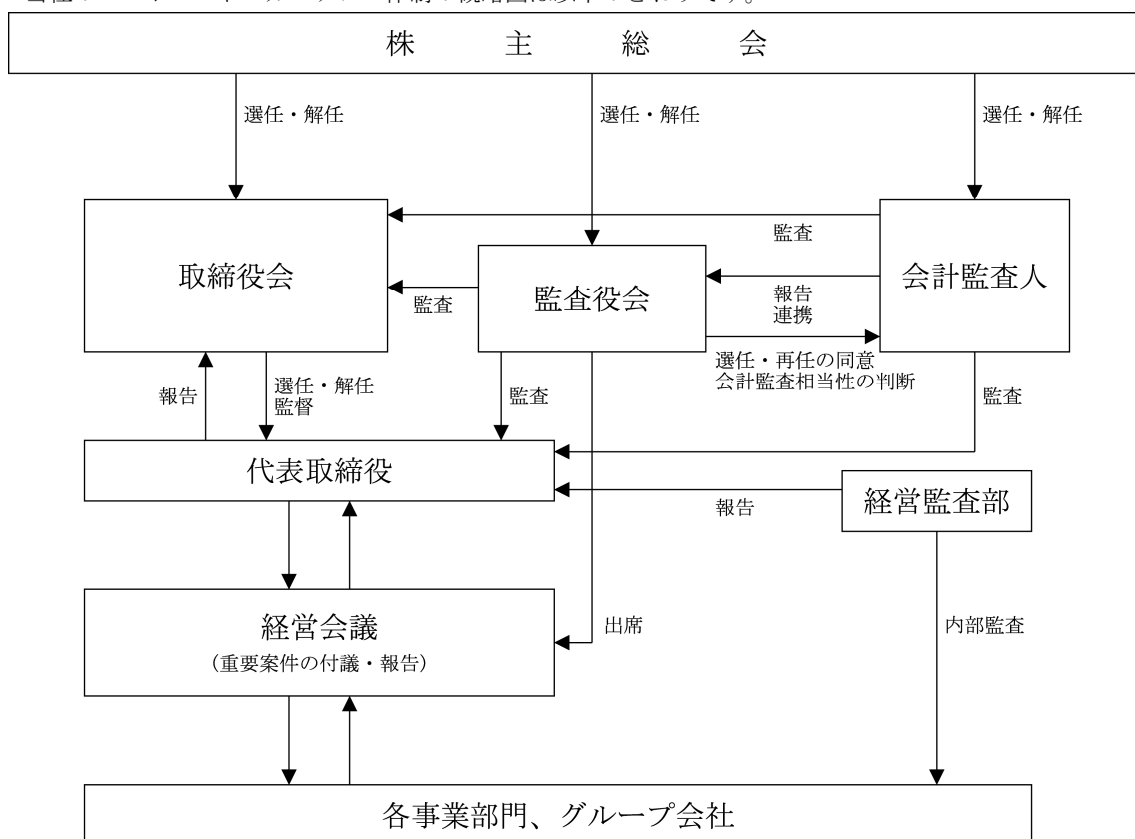 株主総会
選任・解任
選任・解任
選任・解任
取締役会
監査役会
会計監査人
監査
監査
報告
連携
選任・再任の同意
会計監査相当性の判断
報告
選任・解任
監督
監査
監査
代表取締役
経営監査部
報告
経営会議
(重要案件の付議・報告)
出席
内部監査
各事業部門、グループ会社